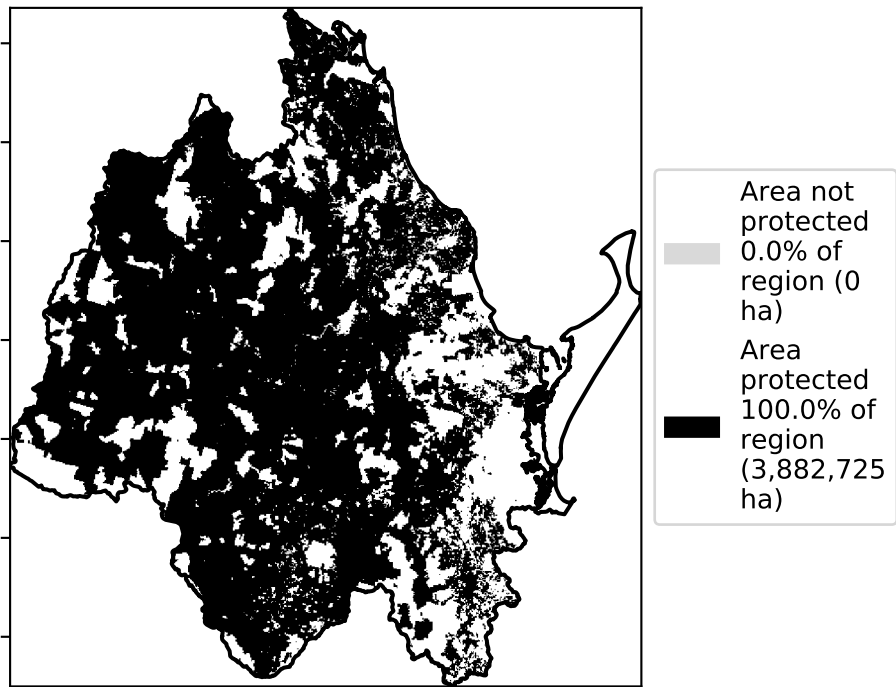 Area not
protected
0.0% of
region (0
ha)
Area
protected
100.0% of
region
(3,882,725
ha)